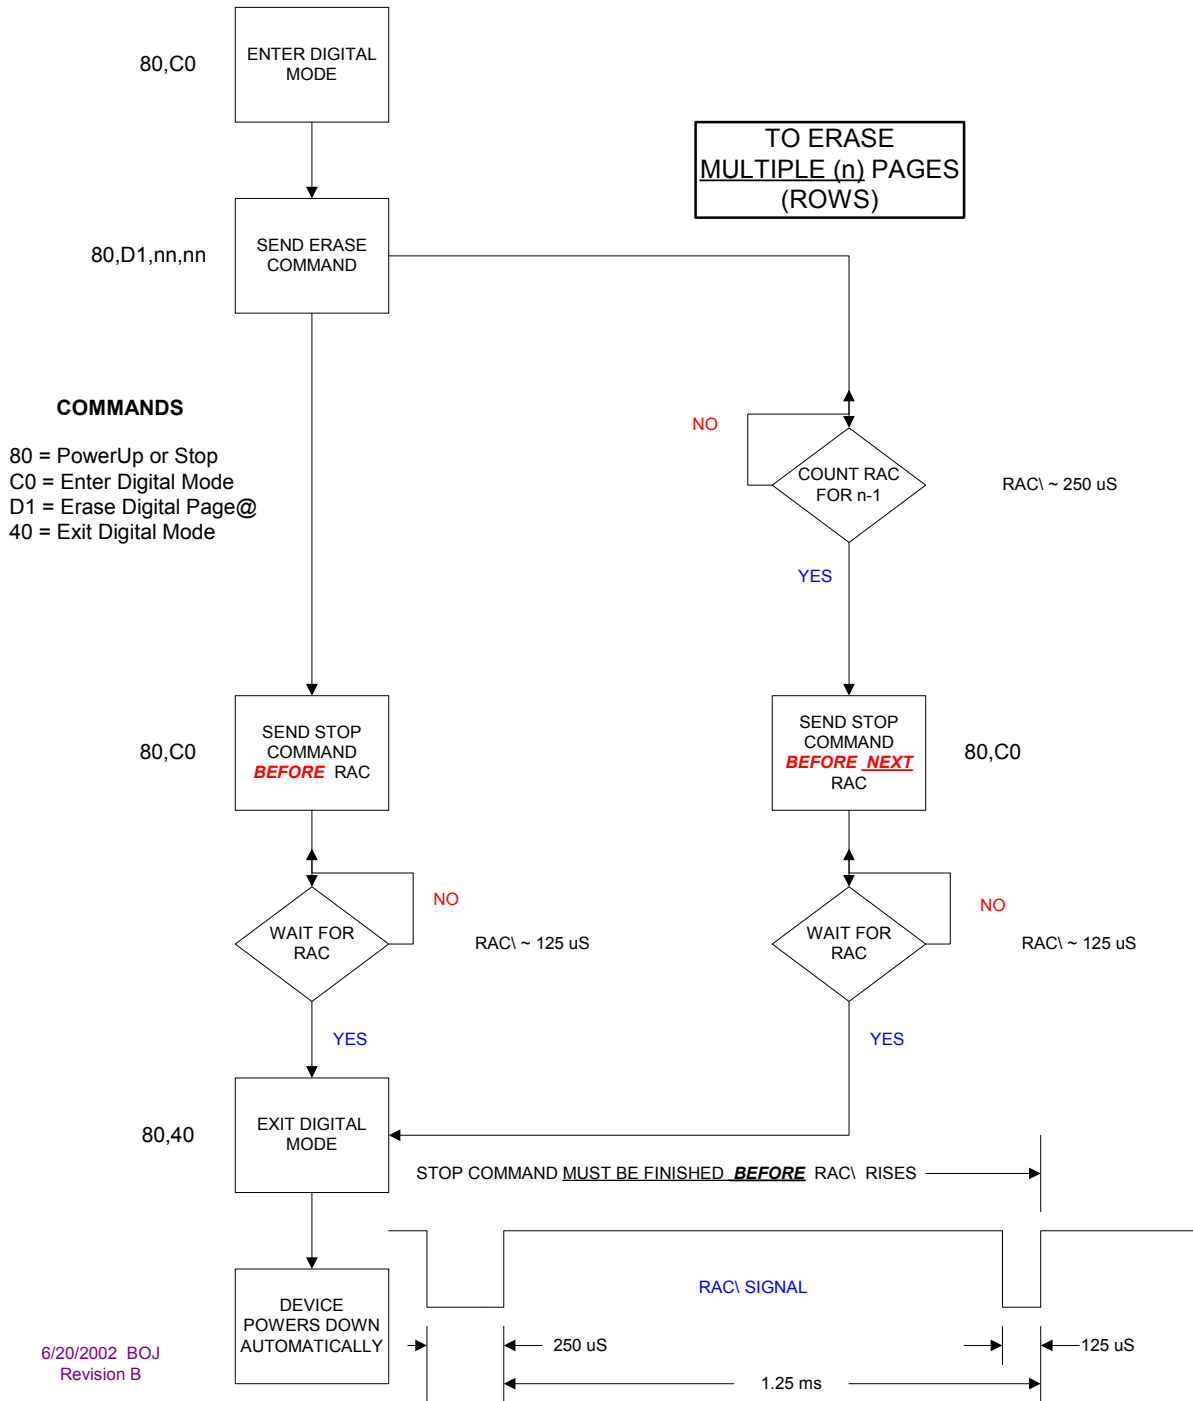 80,C0
ENTER DIGITAL
MODE
TO ERASE
MULTIPLE (n) PAGES
(ROWS)
80,D1,nn,nn
SEND ERASE
COMMAND
COMMANDS
80 = PowerUp or Stop
C0 = Enter Digital Mode
D1 = Erase Digital Page@
40 = Exit Digital Mode
NO
COUNT RAC
FOR n-1
RAC\ ~ 250 uS
YES
80,C0
SEND STOP
COMMAND
BEFORE RAC
SEND STOP
COMMAND
BEFORE NEXT
RAC
80,C0
NO
WAIT FOR
RAC
RAC\ ~ 125 uS
YES
NO
WAIT FOR
RAC
RAC\ ~ 125 uS
YES
80,40
EXIT DIGITAL
MODE
STOP COMMAND MUST BE FINISHED BEFORE RAC\ RISES
DEVICE
POWERS DOWN
AUTOMATICALLY
RAC\ SIGNAL
250 uS
125 uS
1.25 ms
6/20/2002 BOJ
Revision B